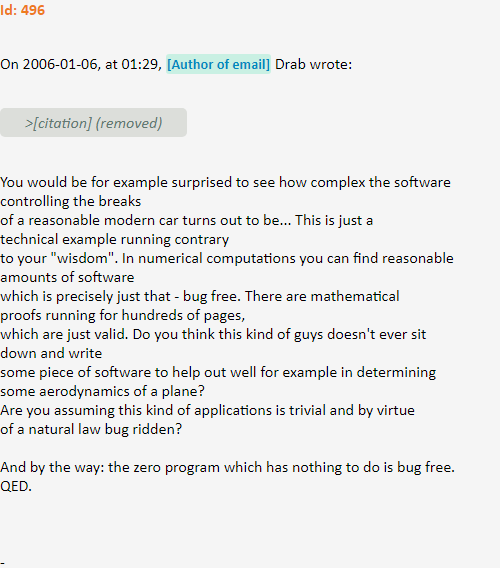 Id: 496
On 2006-01-06, at 01:29, [Author of email] Drab wrote:
>[citation] (removed)
You would be for example surprised to see how complex the software
controlling the breaks
of a reasonable modern car turns out to be... This is just a
technical example running contrary
to your "wisdom". In numerical computations you can find reasonable
amounts of software
which is precisely just that - bug free. There are mathematical
proofs running for hundreds of pages,
which are just valid. Do you think this kind of guys doesn't ever sit
down and write
some piece of software to help out well for example in determining
some aerodynamics of a plane?
Are you assuming this kind of applications is trivial and by virtue
of a natural law bug ridden?
And by the way: the zero program which has nothing to do is bug free.
QED.
-